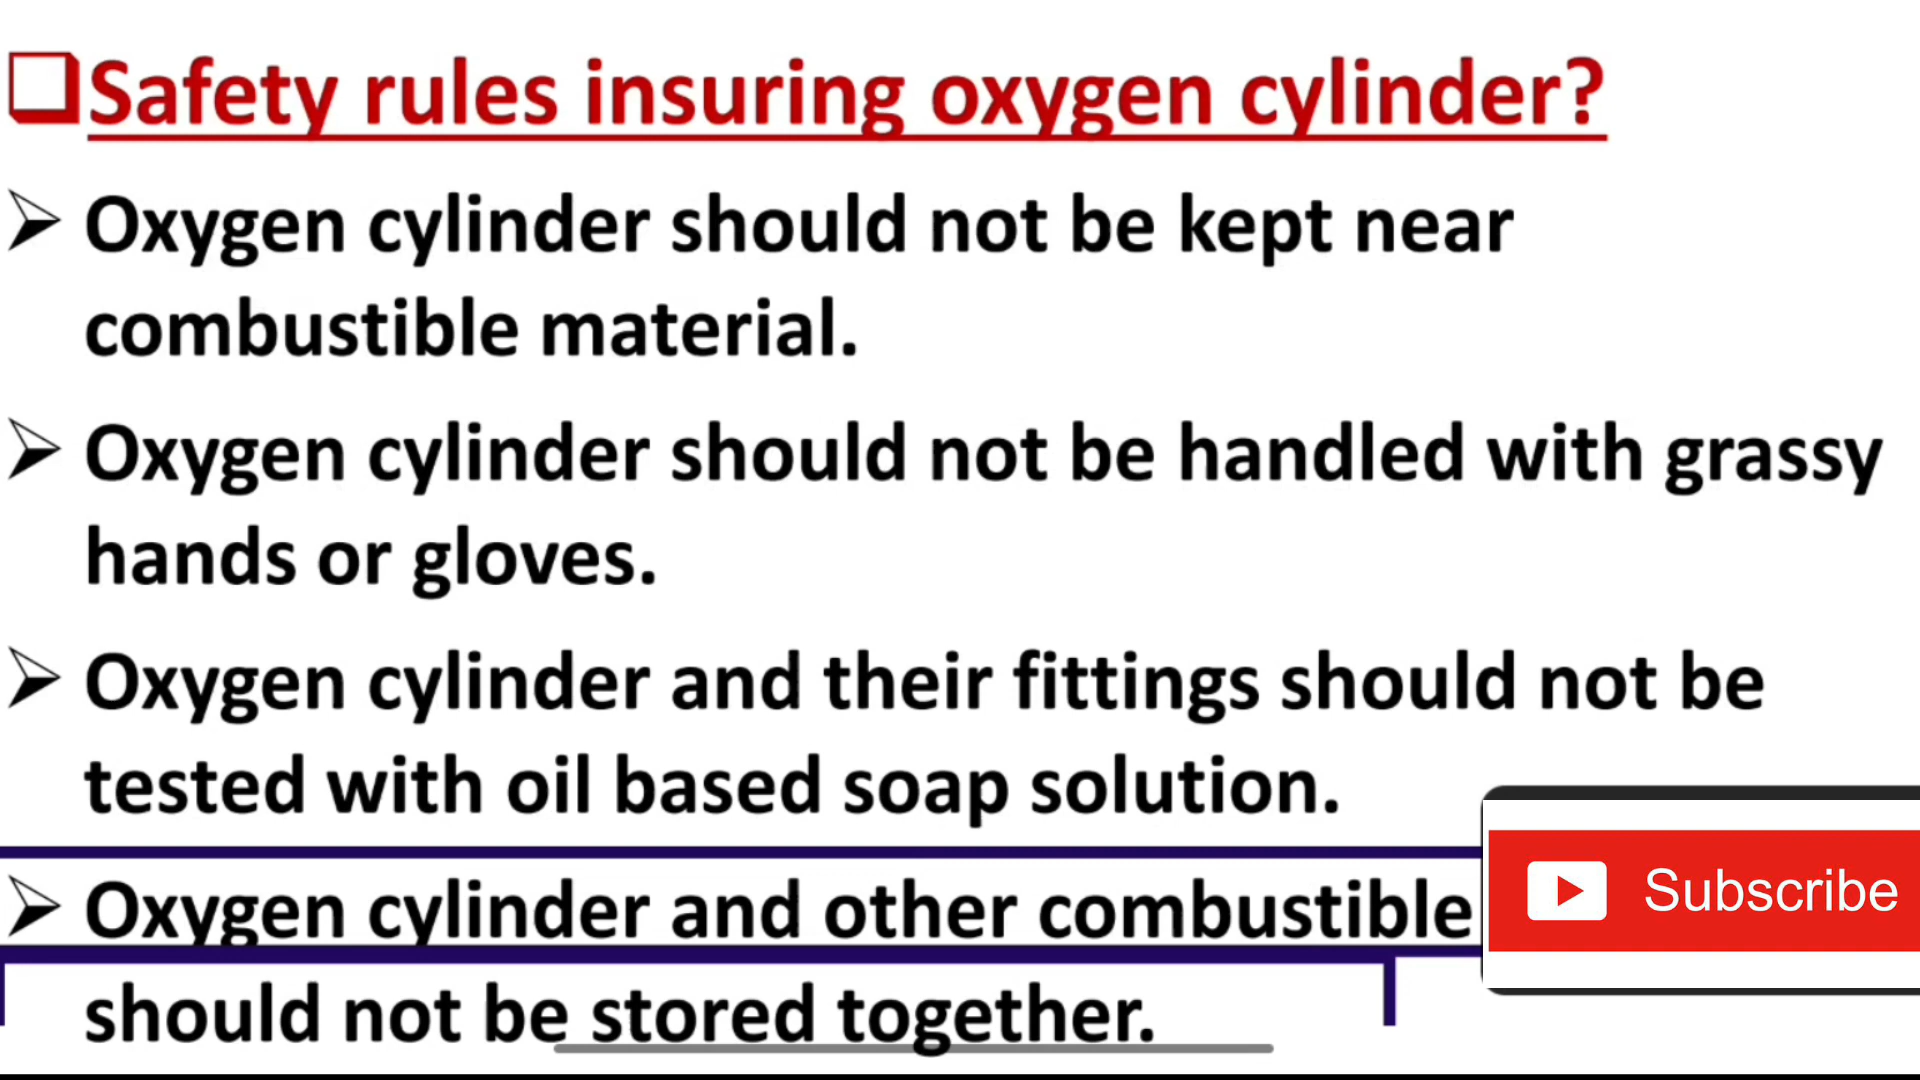 Safety rules insuring oxygen cylinder?
Oxygen cylinder should not be kept near
combustible material.
Oxygen cylinder should not be handled with grassy
hands or gloves.
Oxygen cylinder and their fittings should not be
tested with oil based soap solution.
Oxygen cylinder and other combustible
should not be stored together.
Subscribe